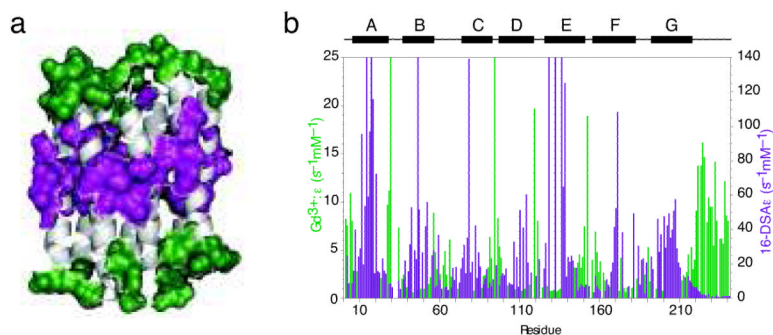 a
b
A B C D E F G
25
20
15
10
5
0
Gd3+:ε (s−1mM−1)
140
120
100
80
60
40
20
0
16-DSAε (s−1mM−1)
10 60 110 160 210
Residue